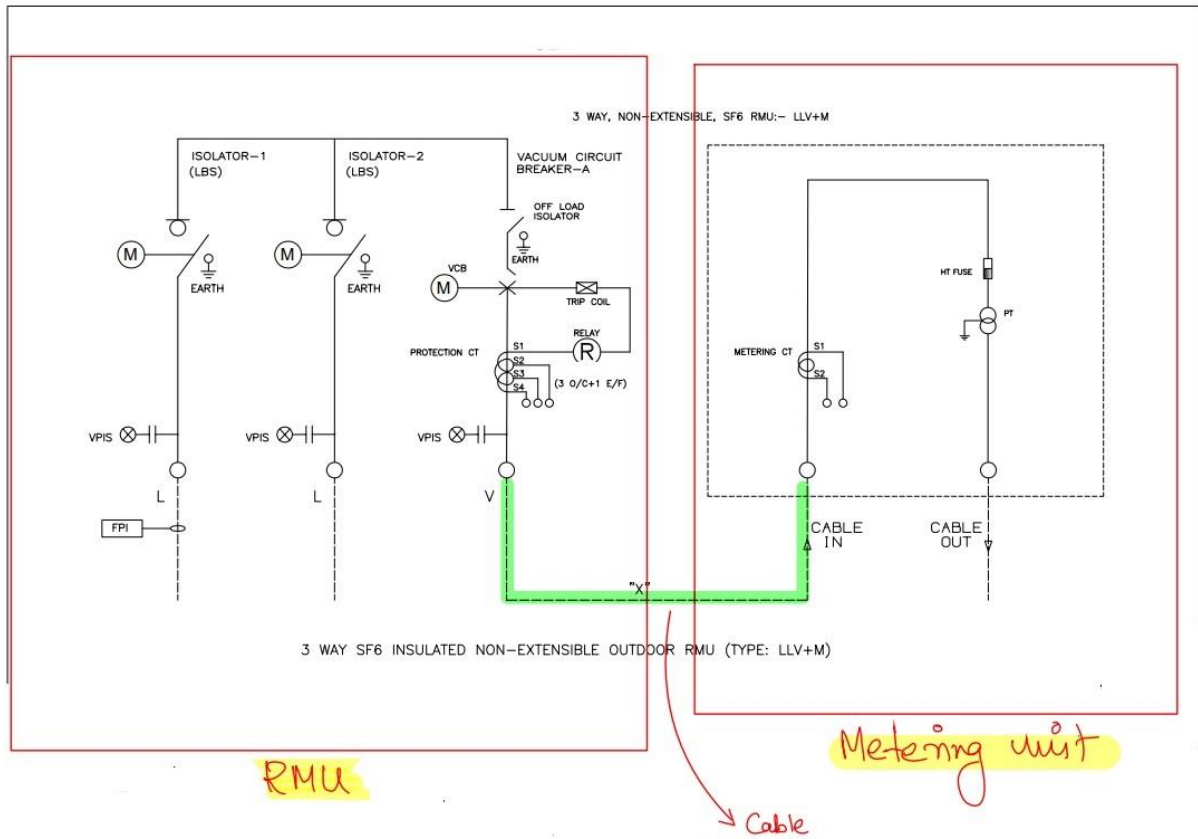 3 WAY, NON-EXTENSIBLE, SF6 RMU:- LLV+M
ISOLATOR-1
(LBS)
ISOLATOR-2
(LBS)
VACUUM CIRCUIT
BREAKER-A
OFF LOAD
ISOLATOR
EARTH
M
EARTH
M
EARTH
VCB
M
TRIP COIL
RELAY
R
PROTECTION CT
S1
S2
S3
S4
(3 O/C+1 E/F)
HT FUSE
PT
METERING CT
S1
S2
VPIS
VPIS
VPIS
L
L
V
FPI
CABLE
IN
CABLE
OUT
"X"
3 WAY SF6 INSULATED NON-EXTENSIBLE OUTDOOR RMU (TYPE: LLV+M)
RMU
Metering unit
Cable